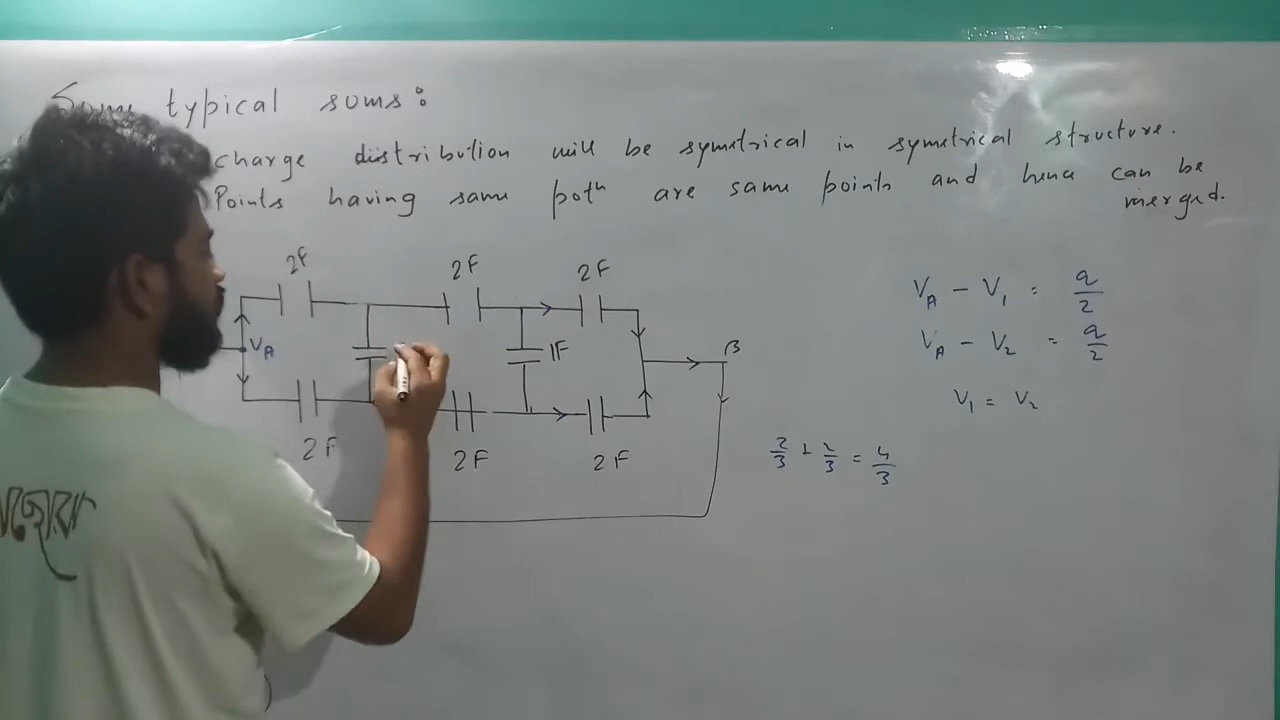 Some typical sums:
charge distribution will be symetrical in symetrical structure.
Points having same potn are same points and hence can be
merged.
2F
2F
2F
VA
1F
B
2F
2F
2F
VA - V1 = q/2
VA - V2 = q/2
V1 = V2
2/3 + 2/3 = 4/3